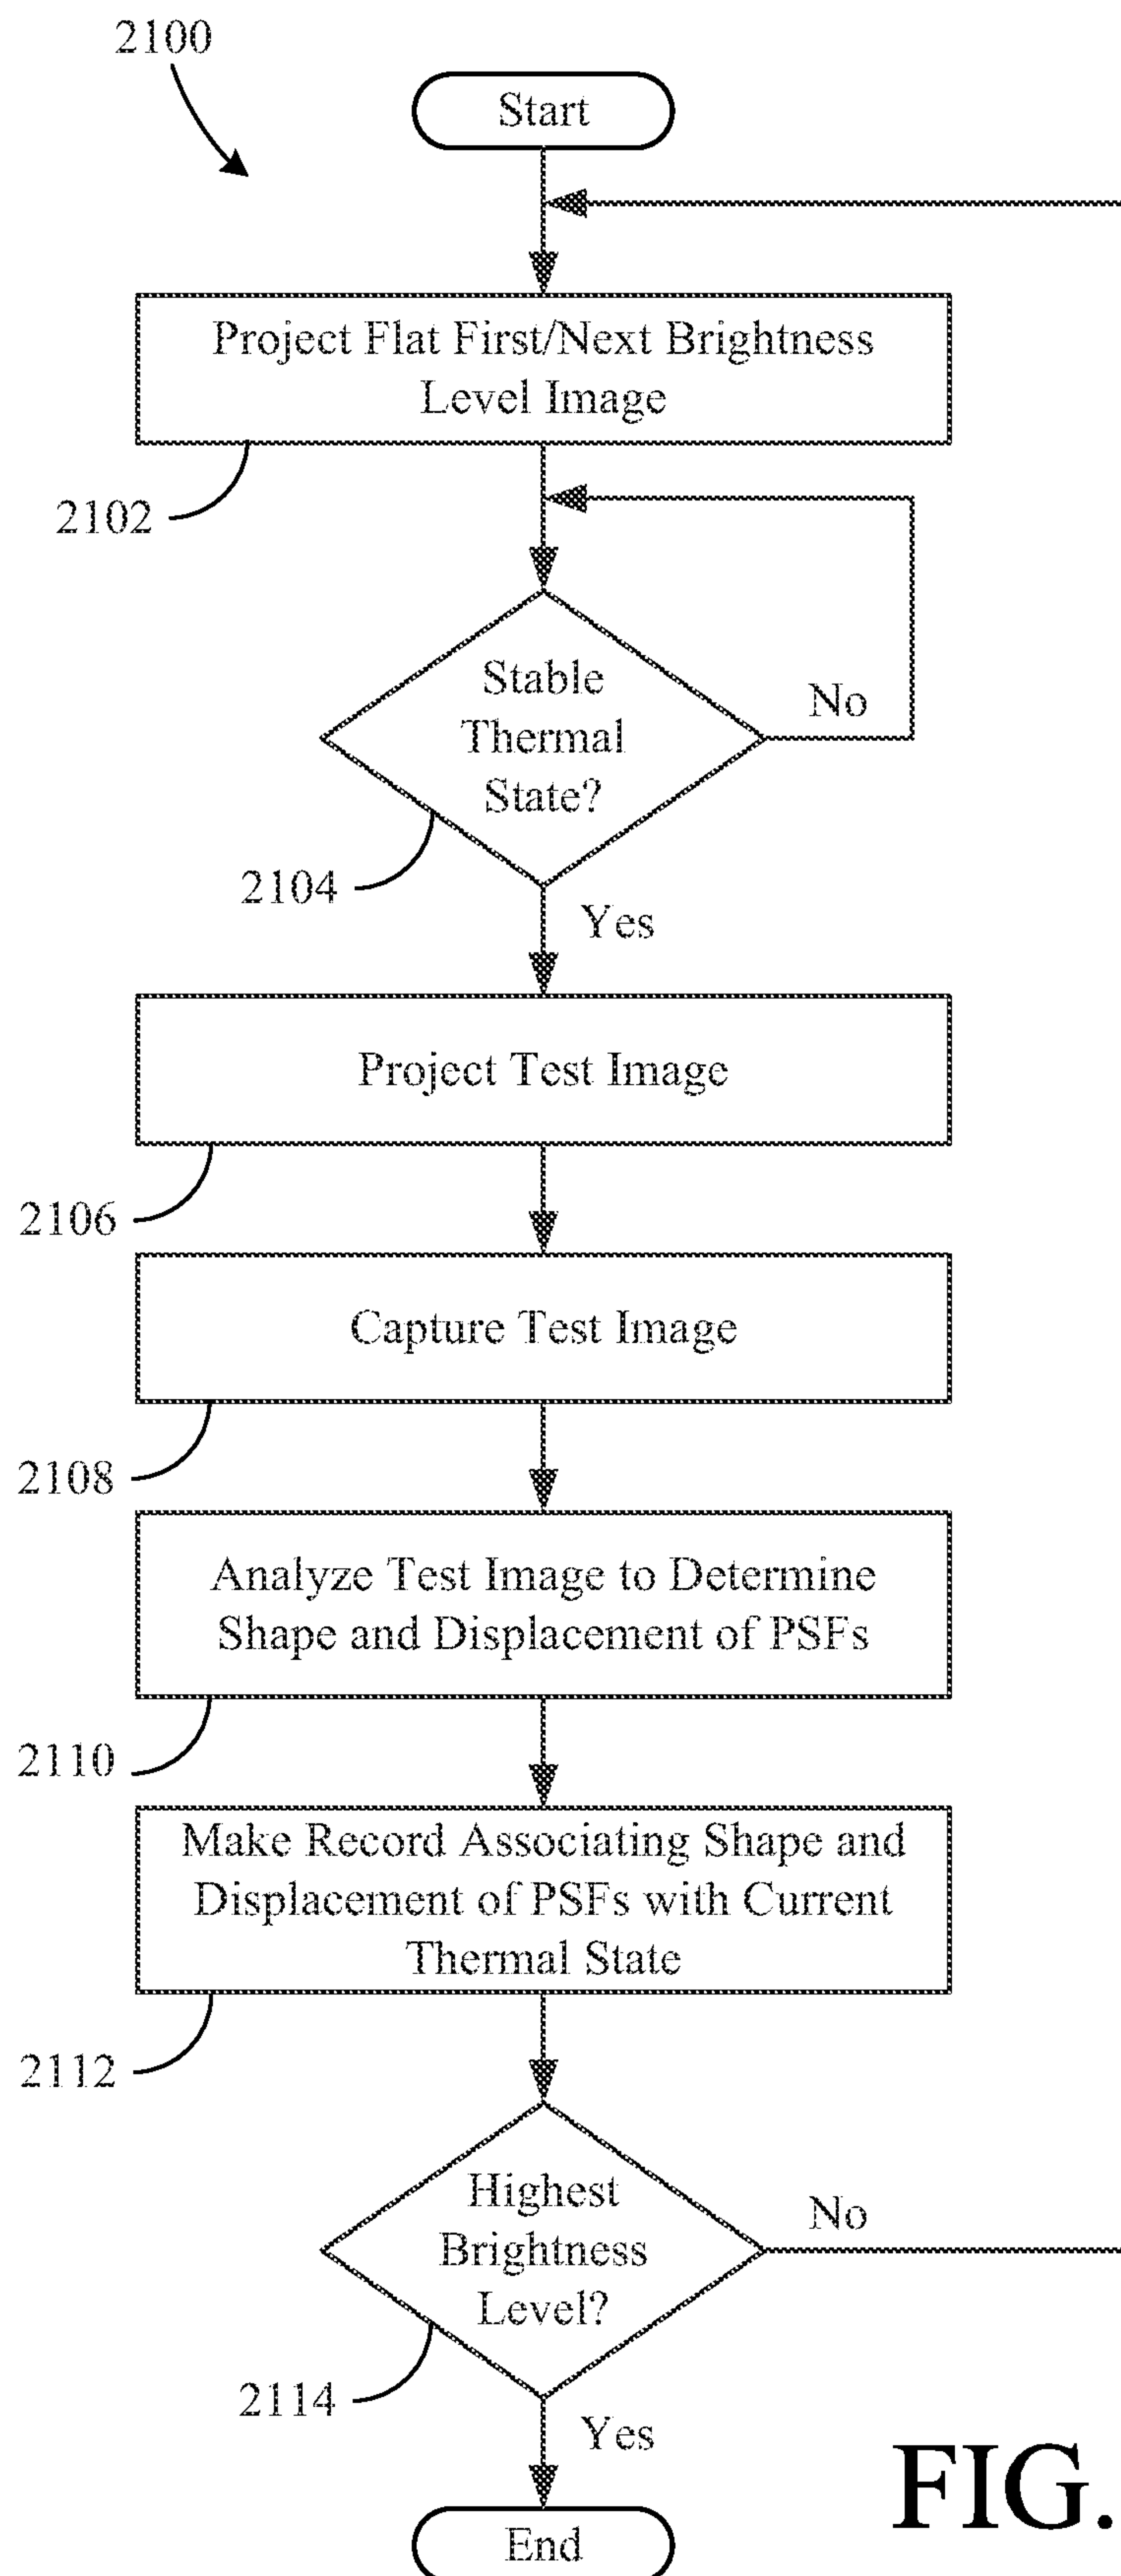 2100
Start
Project Flat First/Next Brightness
Level Image
2102
Stable
Thermal
State?
No
2104
Yes
Project Test Image
2106
Capture Test Image
2108
Analyze Test Image to Determine
Shape and Displacement of PSFs
2110
Make Record Associating Shape and
Displacement of PSFs with Current
Thermal State
2112
Highest
Brightness
Level?
No
2114
Yes
FIG.
End